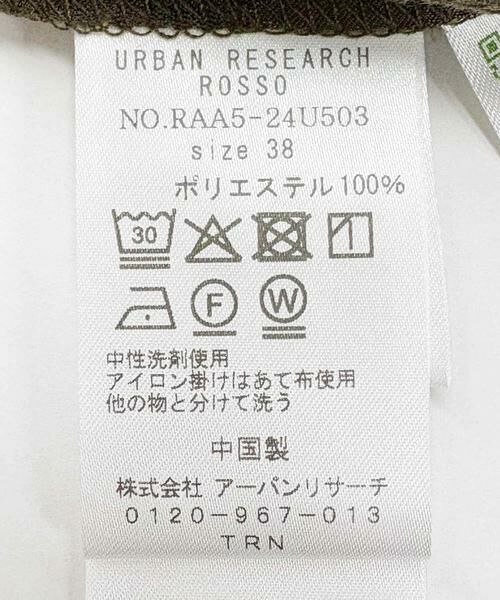 URBAN RESEARCH
ROSSO
NO.RAA5-24U503
size 38
ポリエステル100%
30
F W
中性洗剤使用
アイロン掛けはあて布使用
他の物と分けて洗う
中国製
株式会社 アーバンリサーチ
0120-967-013
TRN